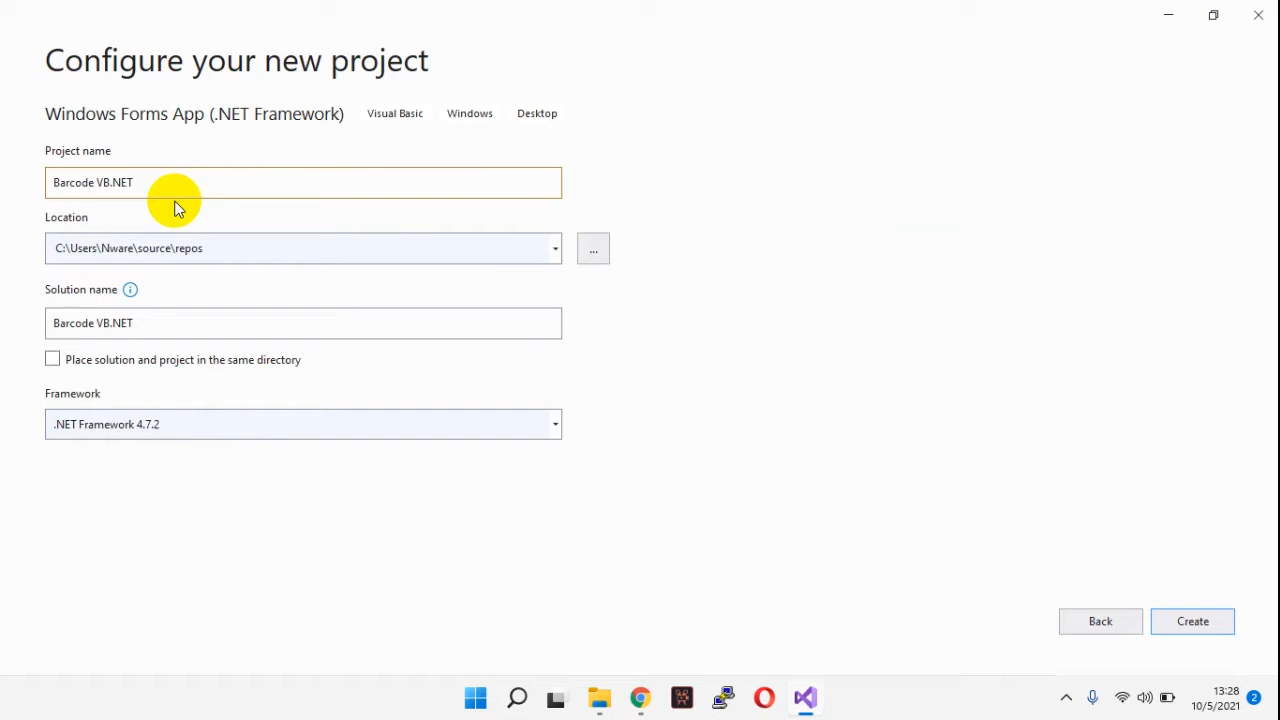 Configure your new project
Windows Forms App (.NET Framework) Visual Basic Windows Desktop
Project name
Barcode VB.NET
Location
C:\Users\Nware\source\repos
...
Solution name
Barcode VB.NET
Place solution and project in the same directory
Framework
.NET Framework 4.7.2
Back Create
13:28
10/5/2021
2